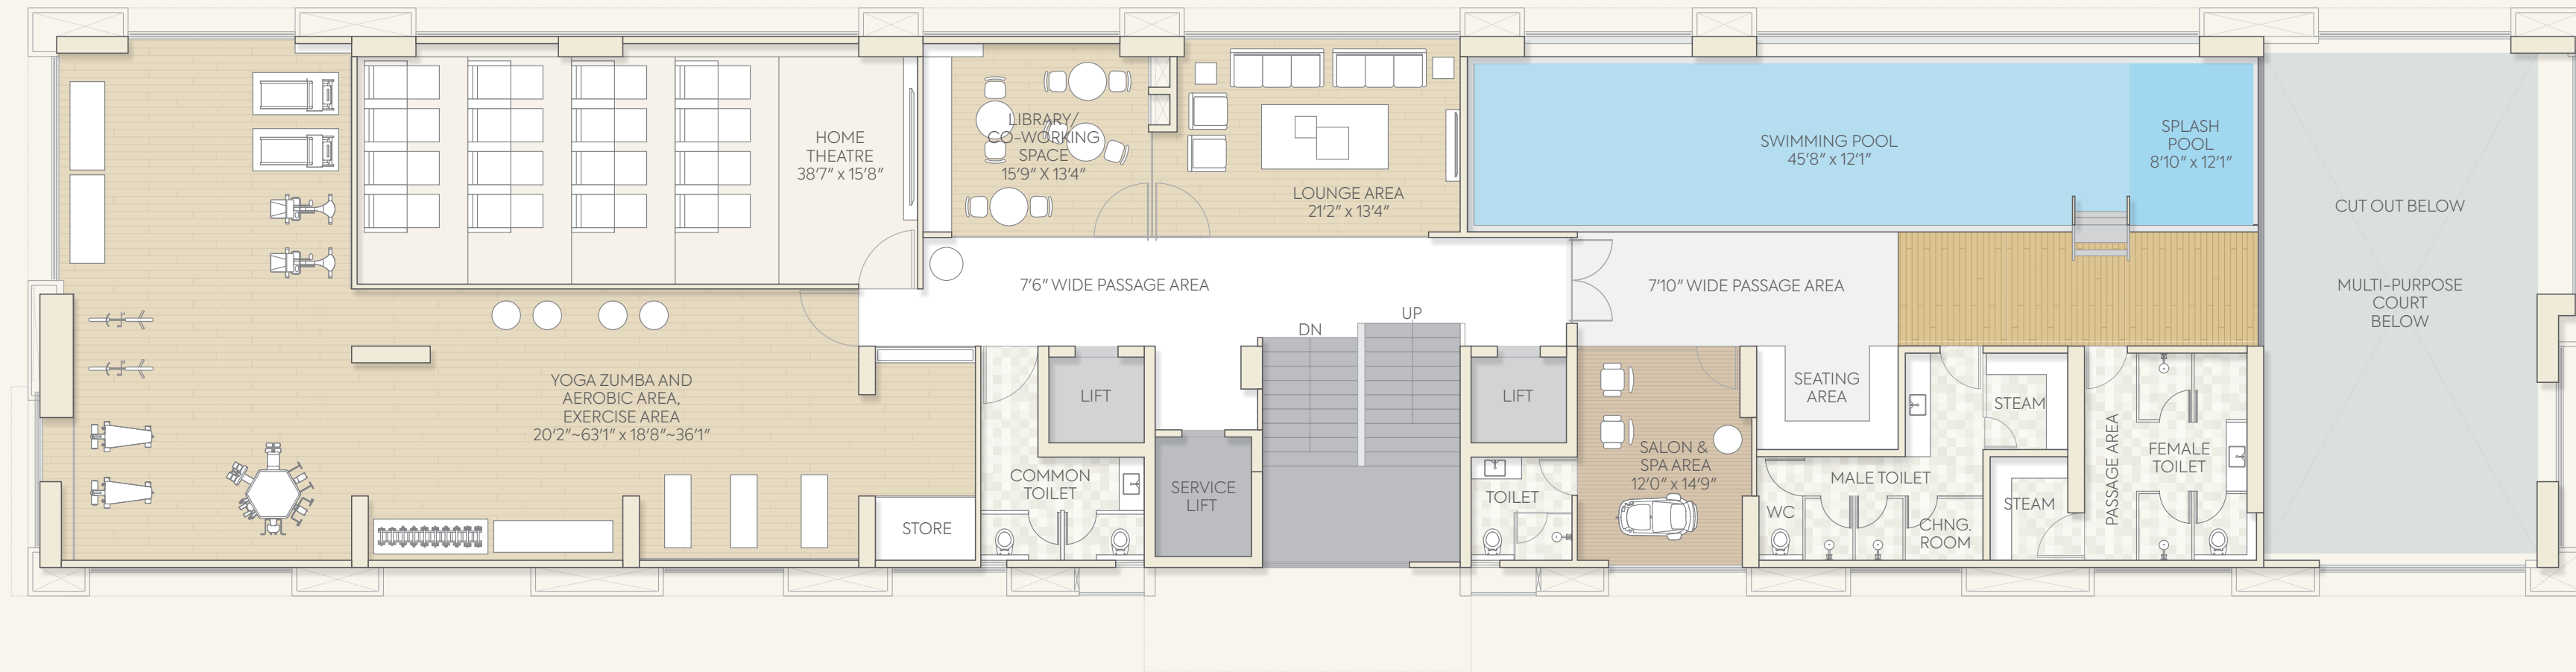 HOME
THEATRE
38'7" x 15'8"
LIBRARY/
CO-WORKING
SPACE
15'9" X 13'4"
LOUNGE AREA
21'2" x 13'4"
SWIMMING POOL
45'8" x 12'1"
SPLASH
POOL
8'10" x 12'1"
CUT OUT BELOW
MULTI-PURPOSE
COURT
BELOW
7'6" WIDE PASSAGE AREA
7'10" WIDE PASSAGE AREA
DN
UP
YOGA ZUMBA AND
AEROBIC AREA,
EXERCISE AREA
20'2"~63'1" x 18'8"~36'1"
STORE
COMMON
TOILET
LIFT
SERVICE
LIFT
LIFT
TOILET
SALON &
SPA AREA
12'0" x 14'9"
SEATING
AREA
MALE TOILET
WC
CHNG.
ROOM
STEAM
STEAM
PASSAGE AREA
FEMALE
TOILET